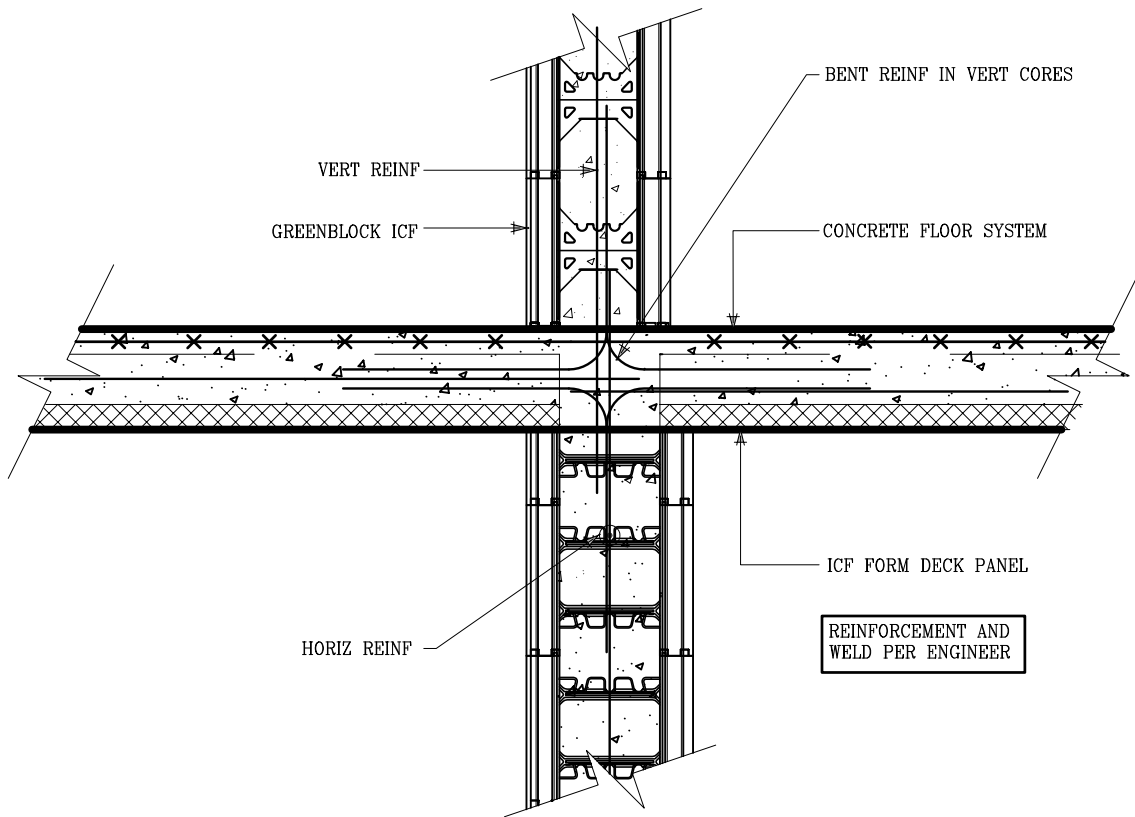 BENT REINF IN VERT CORES
VERT REINF
GREENBLOCK ICF
CONCRETE FLOOR SYSTEM
ICF FORM DECK PANEL
HORIZ REINF
REINFORCEMENT AND
WELD PER ENGINEER